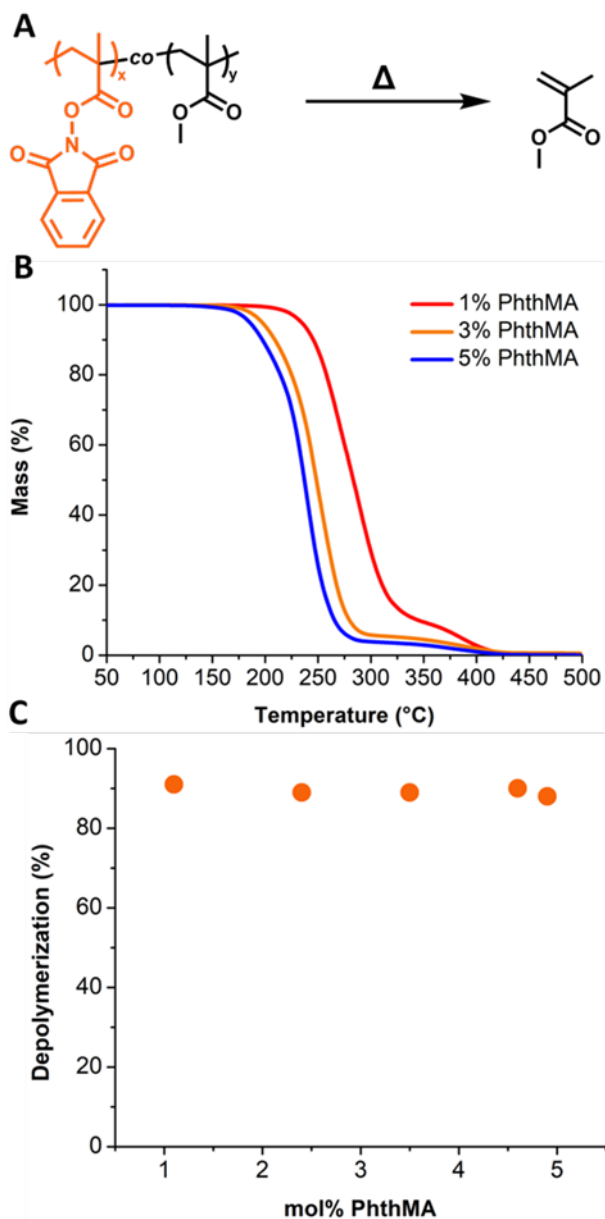 A
co
x
y
O
O
O
O
N
O
O
Δ
O
O
B
100
80
60
40
20
0
Mass (%)
1% PhthMA
3% PhthMA
5% PhthMA
50 100 150 200 250 300 350 400 450 500
Temperature (°C)
C
100
80
60
40
20
0
Depolymerization (%)
1 2 3 4 5
mol% PhthMA